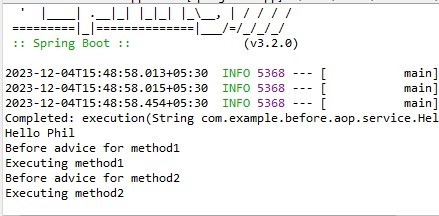 '  |____| .__|_| |_|_| |_\__, | / / / /
=========|_|==============|___/=/_/_/_/
:: Spring Boot ::                (v3.2.0)
2023-12-04T15:48:58.013+05:30  INFO 5368 --- [           main]
2023-12-04T15:48:58.015+05:30  INFO 5368 --- [           main]
2023-12-04T15:48:58.454+05:30  INFO 5368 --- [           main]
Completed: execution(String com.example.before.aop.service.Hel
Hello Phil
Before advice for method1
Executing method1
Before advice for method2
Executing method2